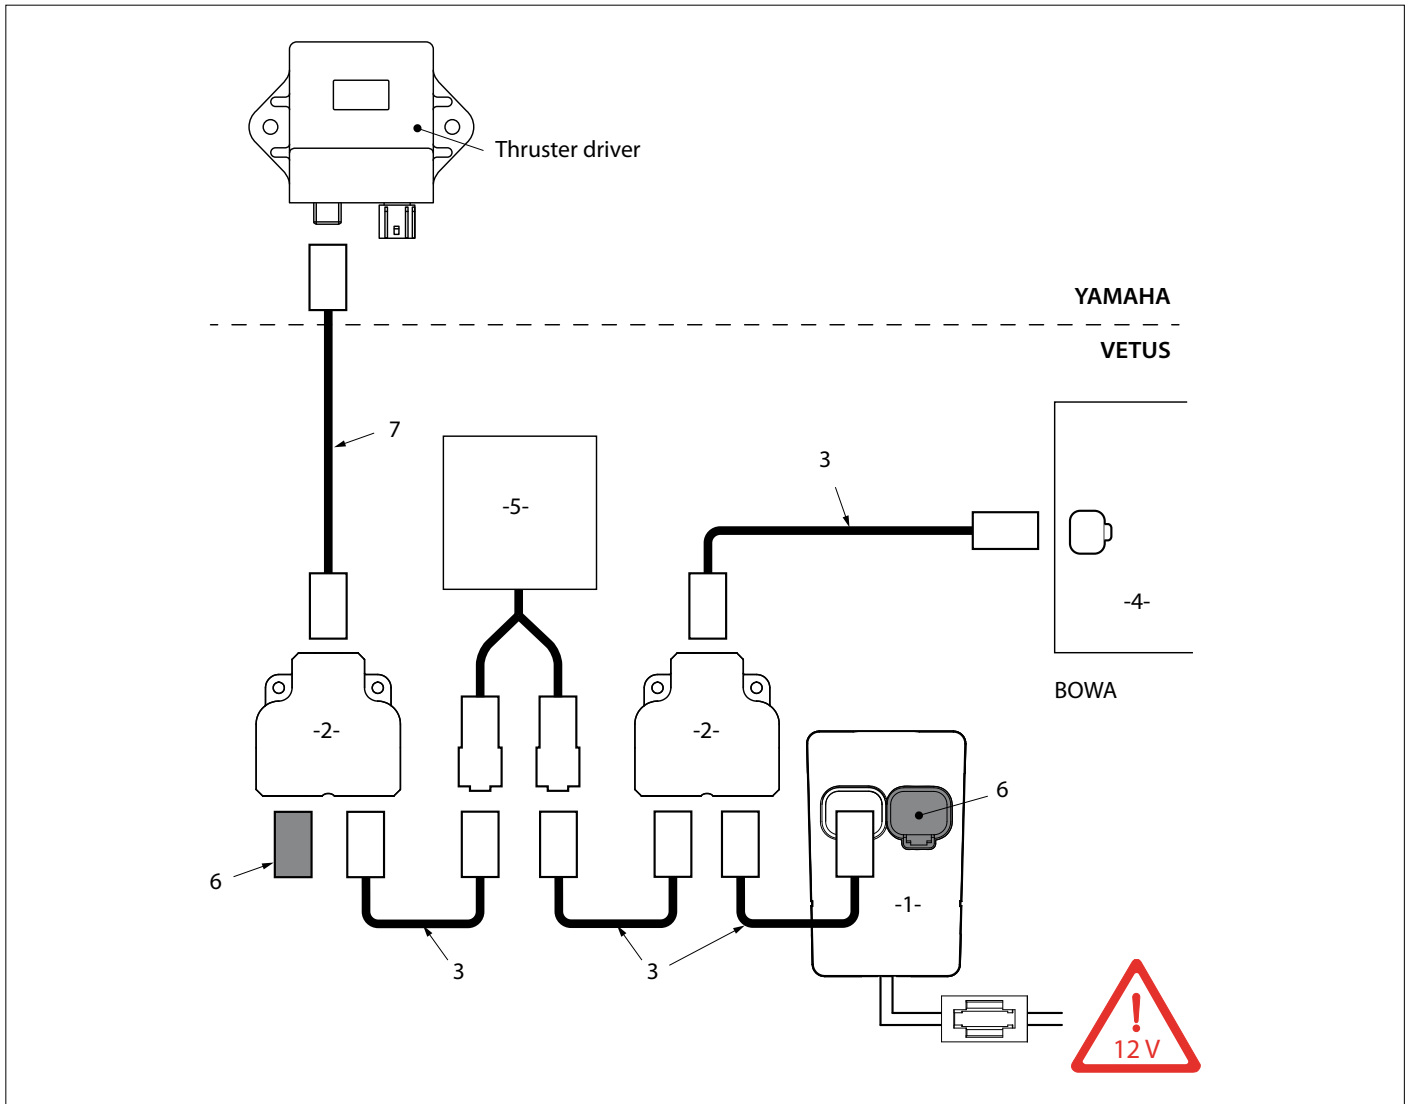 Thruster driver
YAMAHA
VETUS
7
3
-5-
-4-
BOWA
-2-
-2-
6
6
-1-
3
3
!
12 V